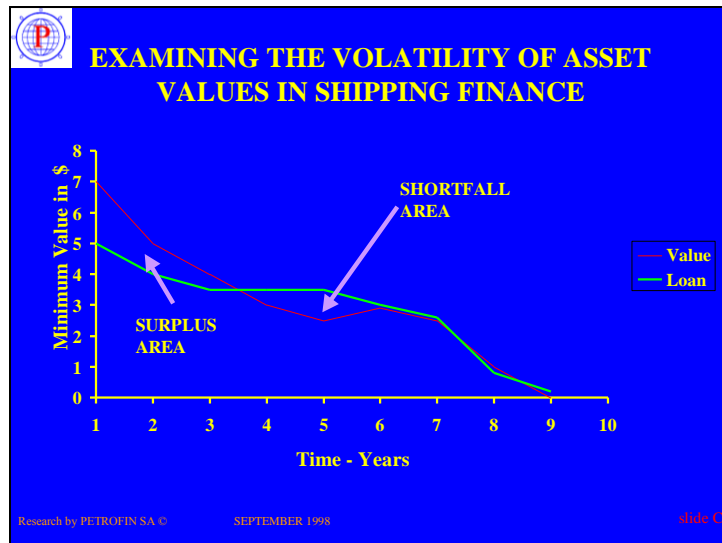 P
EXAMINING THE VOLATILITY OF ASSET
VALUES IN SHIPPING FINANCE
Minimum Value in $
8
7
6
5
4
3
2
1
0
SHORTFALL
AREA
SURPLUS
AREA
Value
Loan
1 2 3 4 5 6 7 8 9 10
Time - Years
Research by PETROFIN SA © SEPTEMBER 1998 slide C